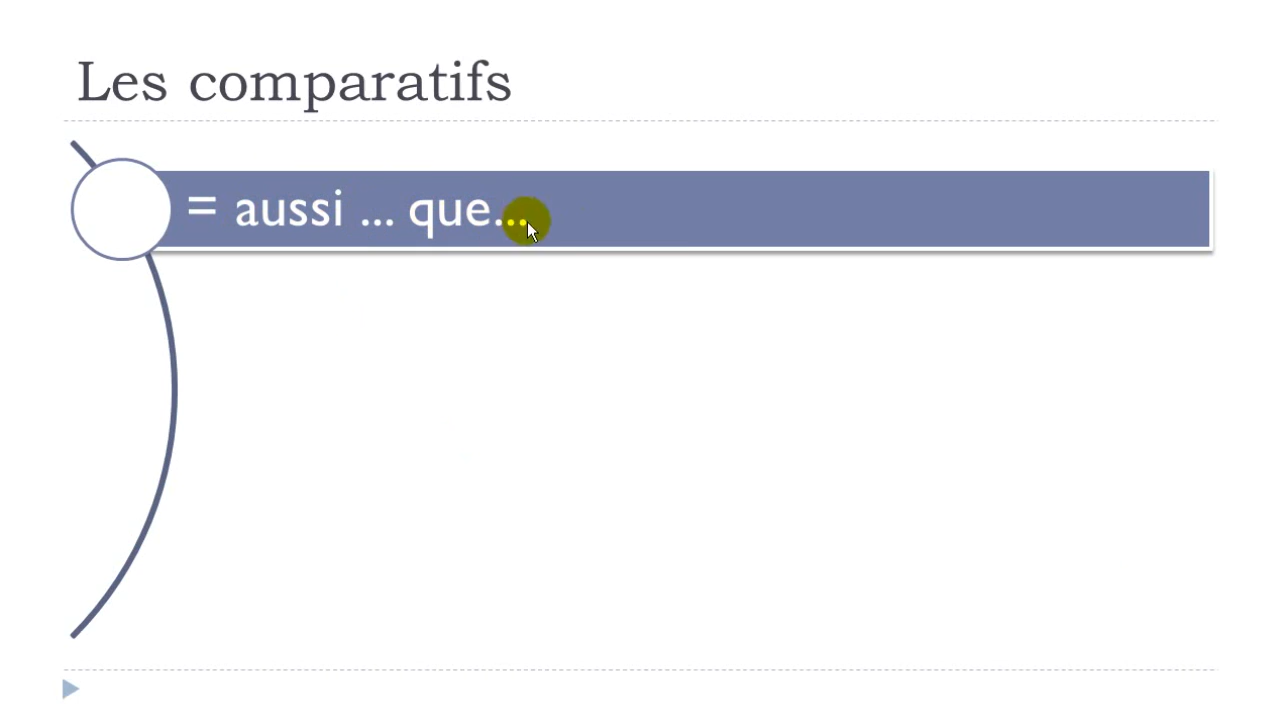 Les comparatifs
= aussi ... que...